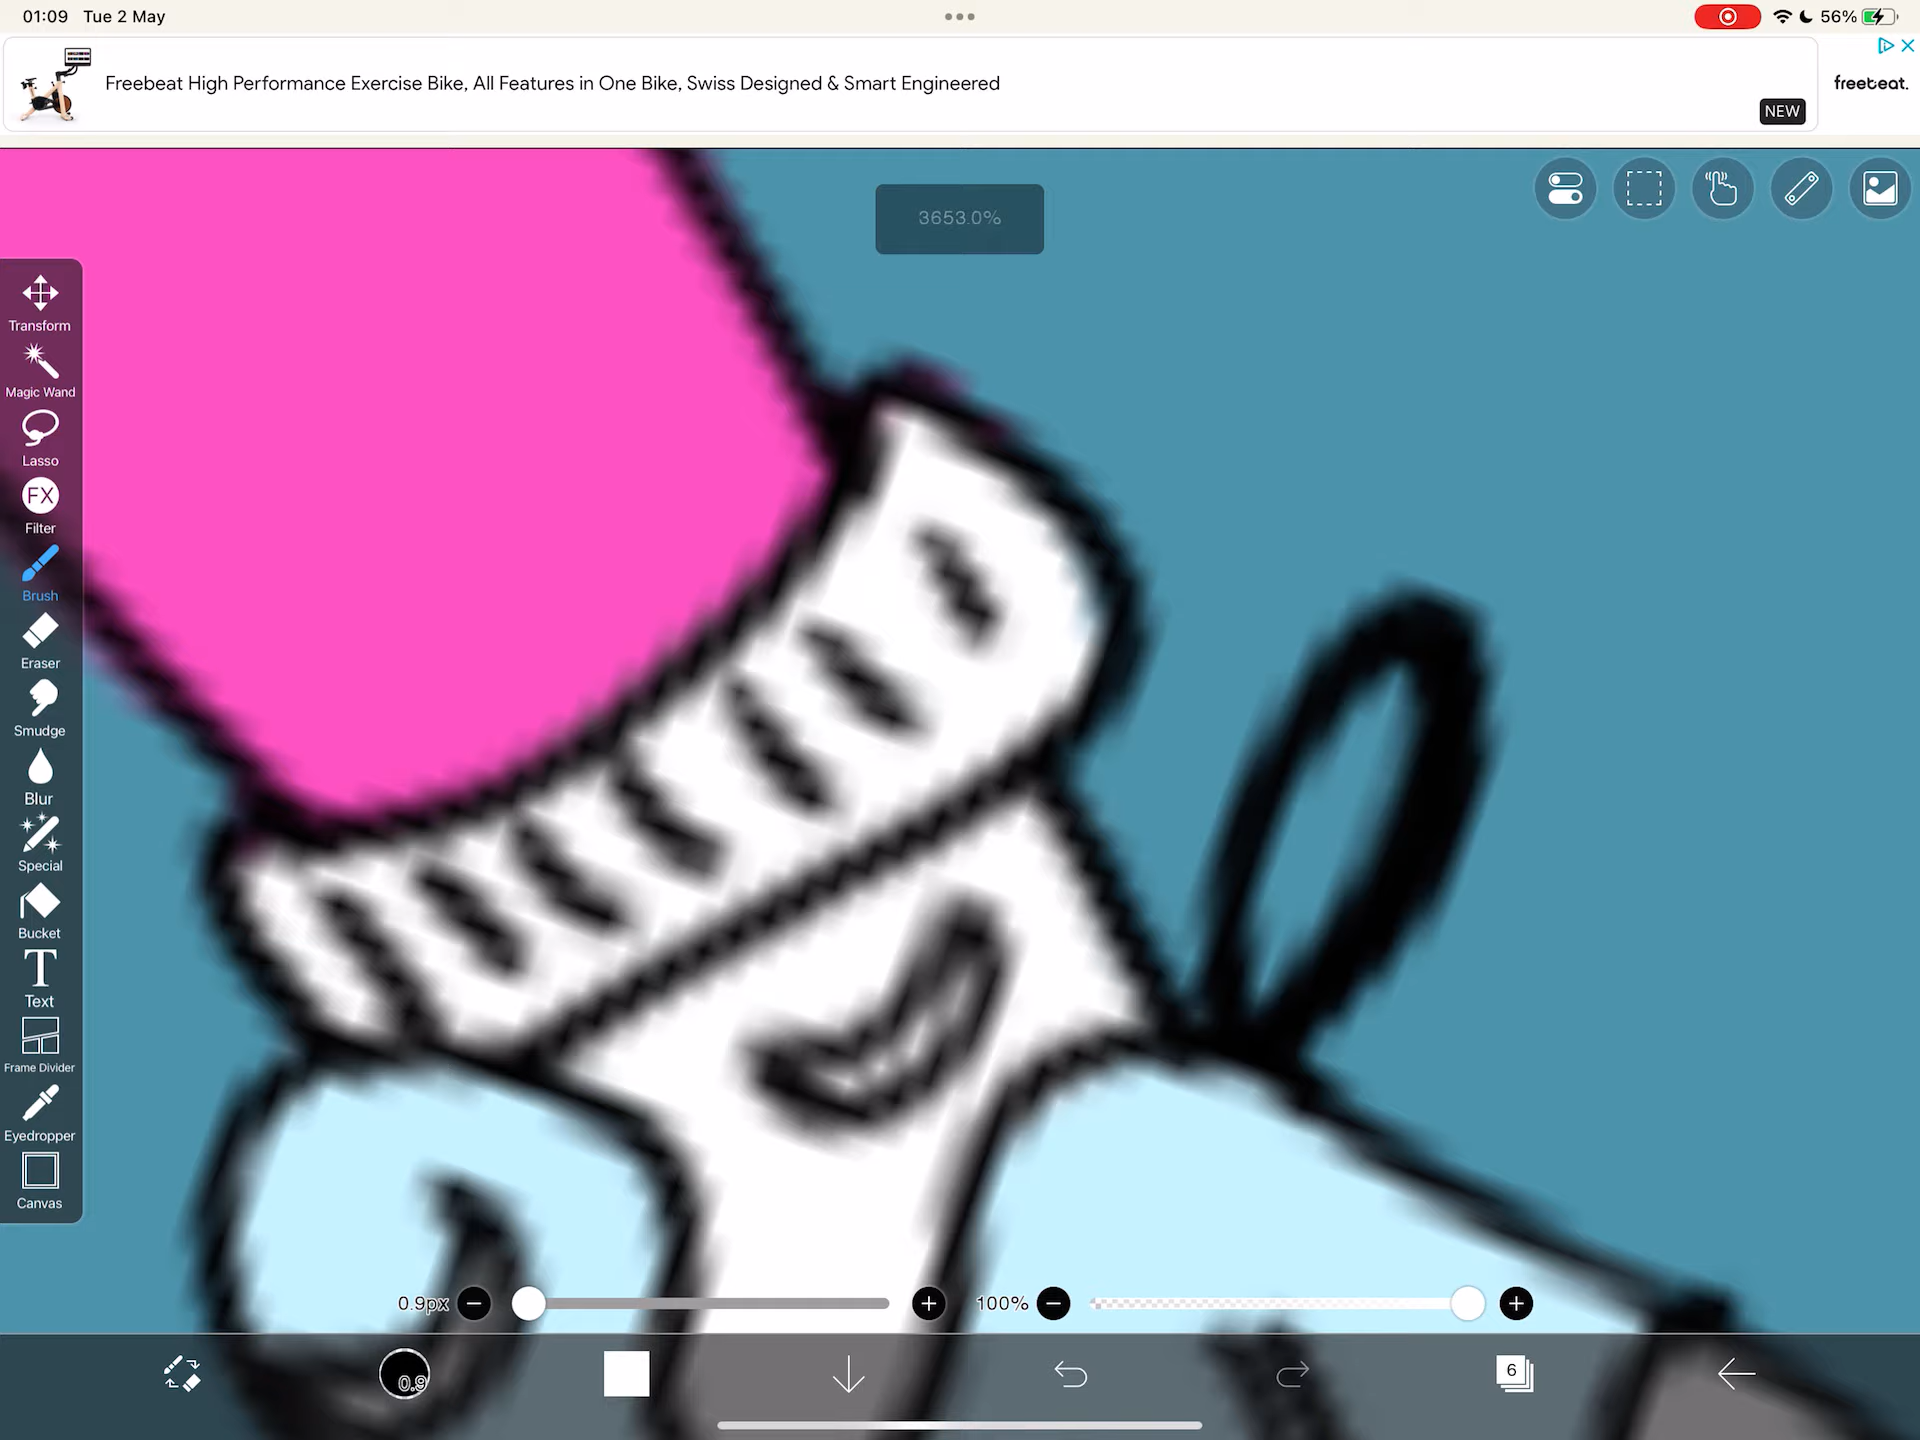 01:09 Tue 2 May
56%
Freebeat High Performance Exercise Bike, All Features in One Bike, Swiss Designed & Smart Engineered
freebeat.
NEW
3653.0%
Transform
Magic Wand
Lasso
FX
Filter
Brush
Eraser
Smudge
Blur
Special
Bucket
T
Text
Frame Divider
Eyedropper
Canvas
0.9px
100%
0.9
6